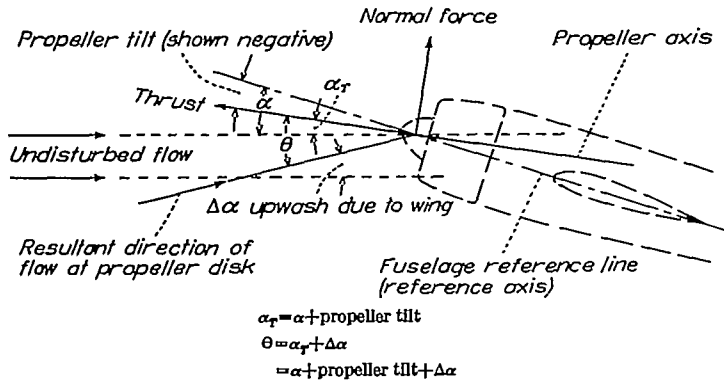 Normal force
Propeller tilt (shown negative)
Propeller axis
α
α_T
Thrust
θ
Undisturbed flow
Δα upwash due to wing
Resultant direction of
flow at propeller disk
Fuselage reference line
(reference axis)
α_T=α+propeller tilt
Θ=α_T+Δα
=α+propeller tilt+Δα